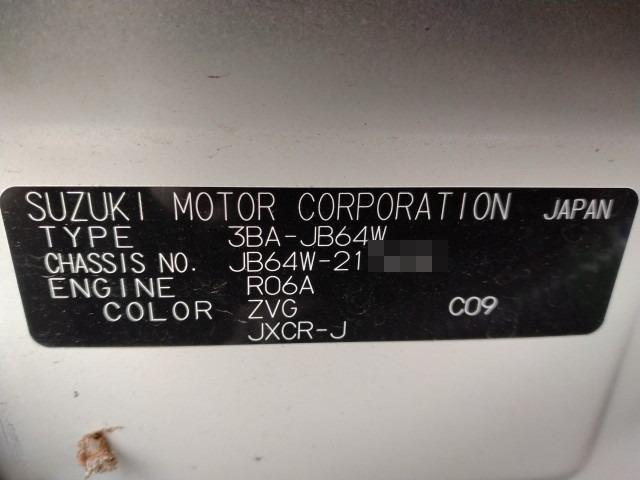 SUZUKI MOTOR CORPORATION JAPAN
TYPE 3BA-JB64W
CHASSIS NO. JB64W-21
ENGINE R06A
COLOR ZVG C09
JXCR-J